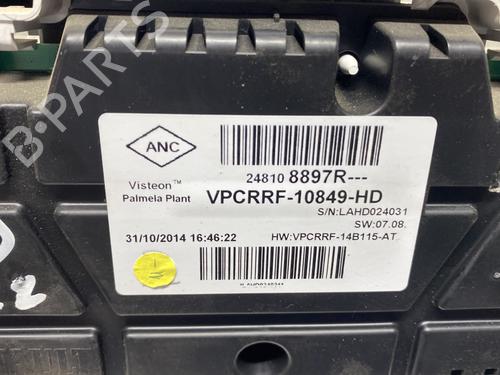 B-PARTS
ANC
24810 8897R---
Visteon™
Palmela Plant
VPCRRF-10849-HD
S/N:LAHD024031
SW:07.08.
31/10/2014 16:46:22
HW:VPCRRF-14B115-AT